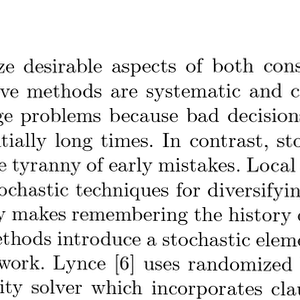 ze desirable aspects of both cons
ve methods are systematic and c
ge problems because bad decision
tially long times. In contrast, sto
e tyranny of early mistakes. Local
ochastic techniques for diversifyin
y makes remembering the history
ethods introduce a stochastic eleme
work. Lynce [6] uses randomized
ity solver which incorporates clau